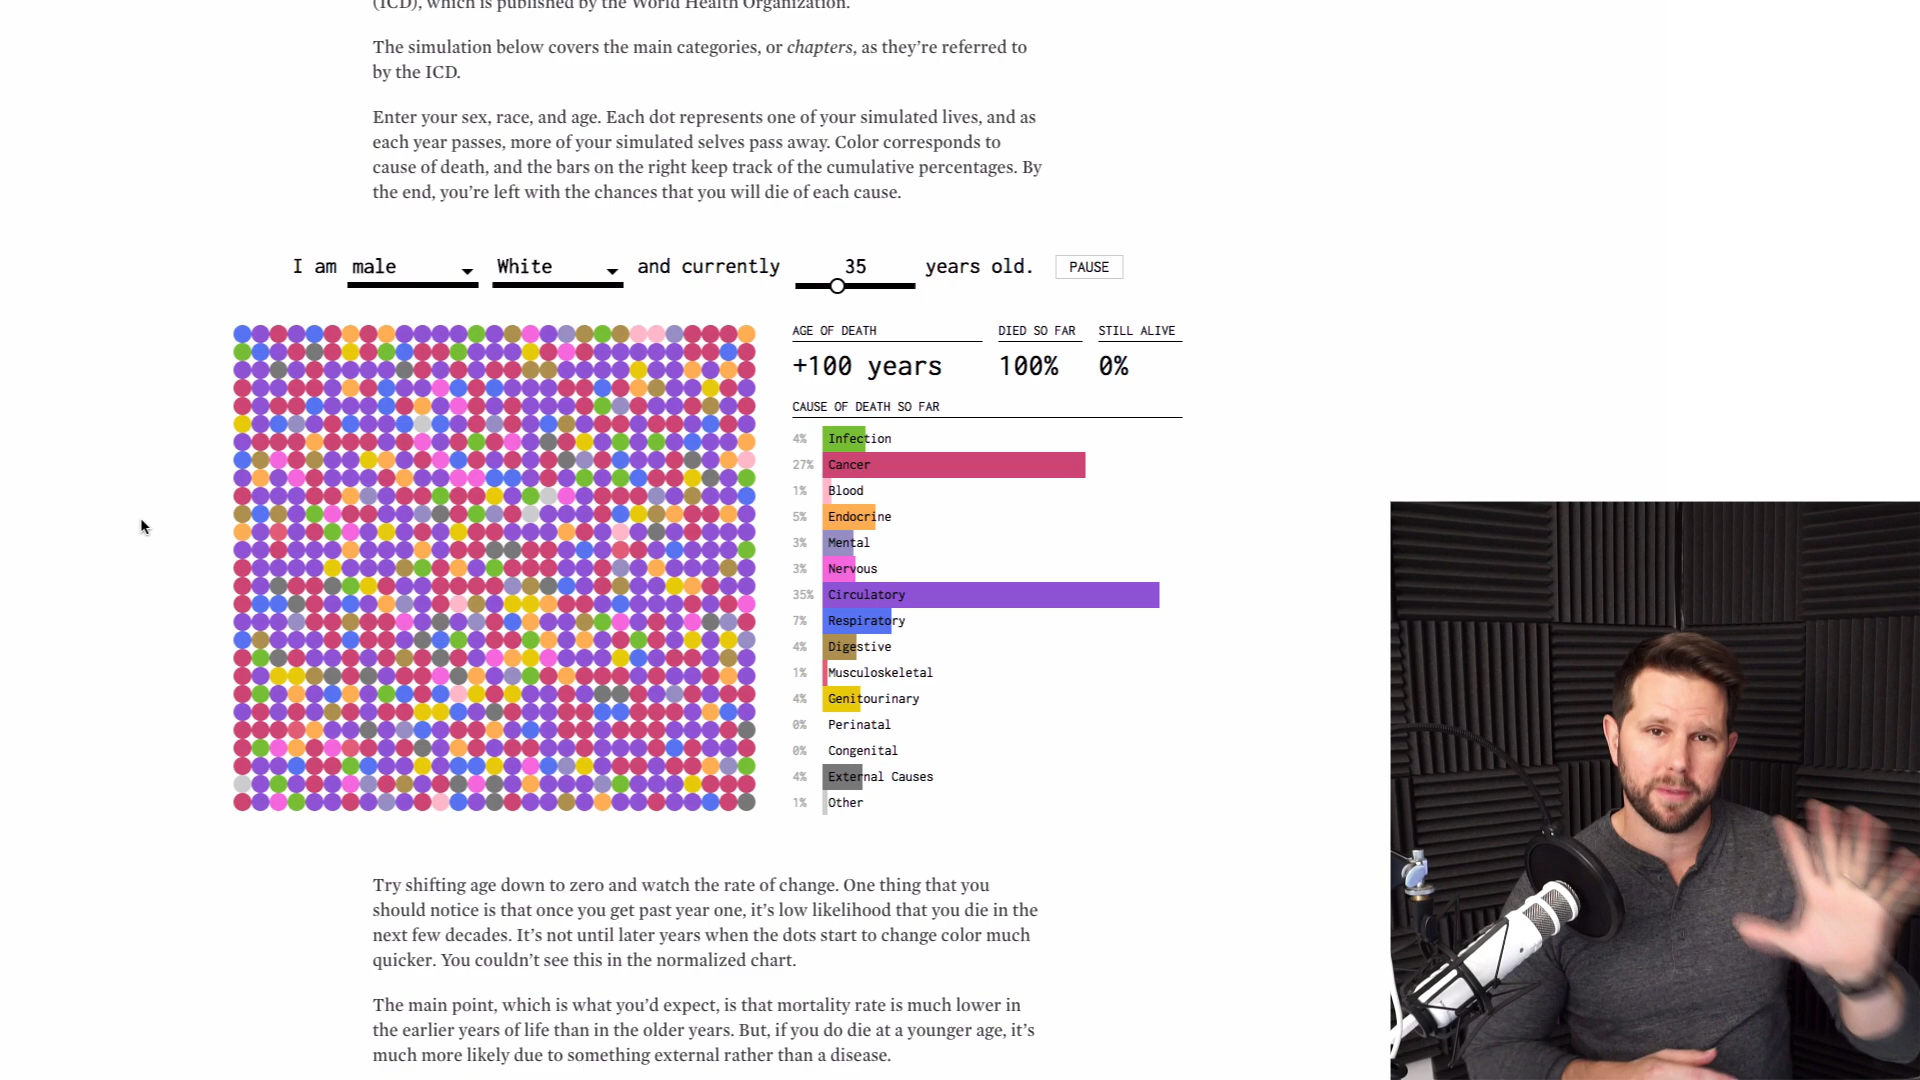 (ICD), which is published by the World Health Organization.
The simulation below covers the main categories, or chapters, as they're referred to
by the ICD.
Enter your sex, race, and age. Each dot represents one of your simulated lives, and as
each year passes, more of your simulated selves pass away. Color corresponds to
cause of death, and the bars on the right keep track of the cumulative percentages. By
the end, you're left with the chances that you will die of each cause.
I am male White and currently 35 years old. PAUSE
AGE OF DEATH DIED SO FAR STILL ALIVE
+100 years 100% 0%
CAUSE OF DEATH SO FAR
4% Infection
27% Cancer
1% Blood
5% Endocrine
3% Mental
3% Nervous
35% Circulatory
7% Respiratory
4% Digestive
1% Musculoskeletal
4% Genitourinary
0% Perinatal
0% Congenital
4% External Causes
1% Other
Try shifting age down to zero and watch the rate of change. One thing that you
should notice is that once you get past year one, it's low likelihood that you die in the
next few decades. It's not until later years when the dots start to change color much
quicker. You couldn't see this in the normalized chart.
The main point, which is what you'd expect, is that mortality rate is much lower in
the earlier years of life than in the older years. But, if you do die at a younger age, it's
much more likely due to something external rather than a disease.